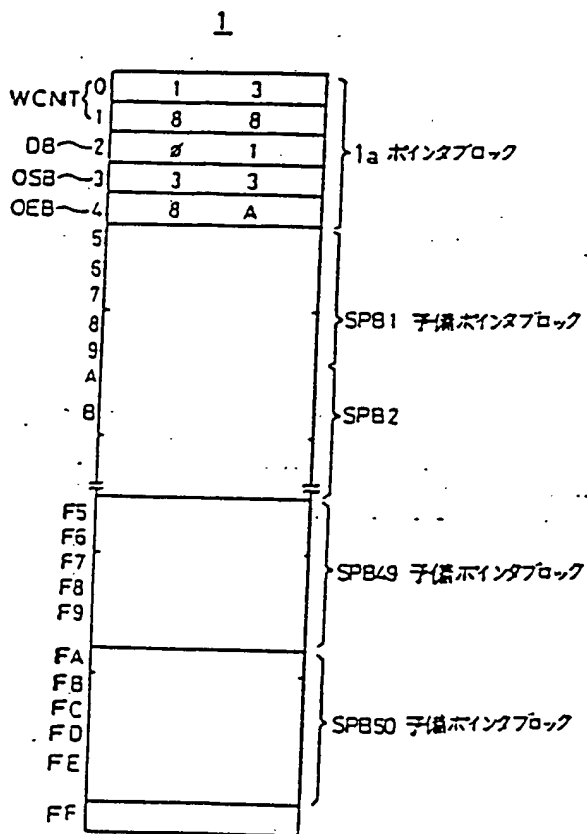 1
WCNT { 0 1 3
1 8 8
DB 2 ø 1
OSB 3 3 3
OEB 4 8 A
1a ポインタブロック
5
6
7
8
9
SPB1 予備ポインタブロック
A
B
SPB2
F5
F6
F7
F8
F9
SPB49 予備ポインタブロック
FA
FB
FC
FD
FE
SPB50 予備ポインタブロック
FF